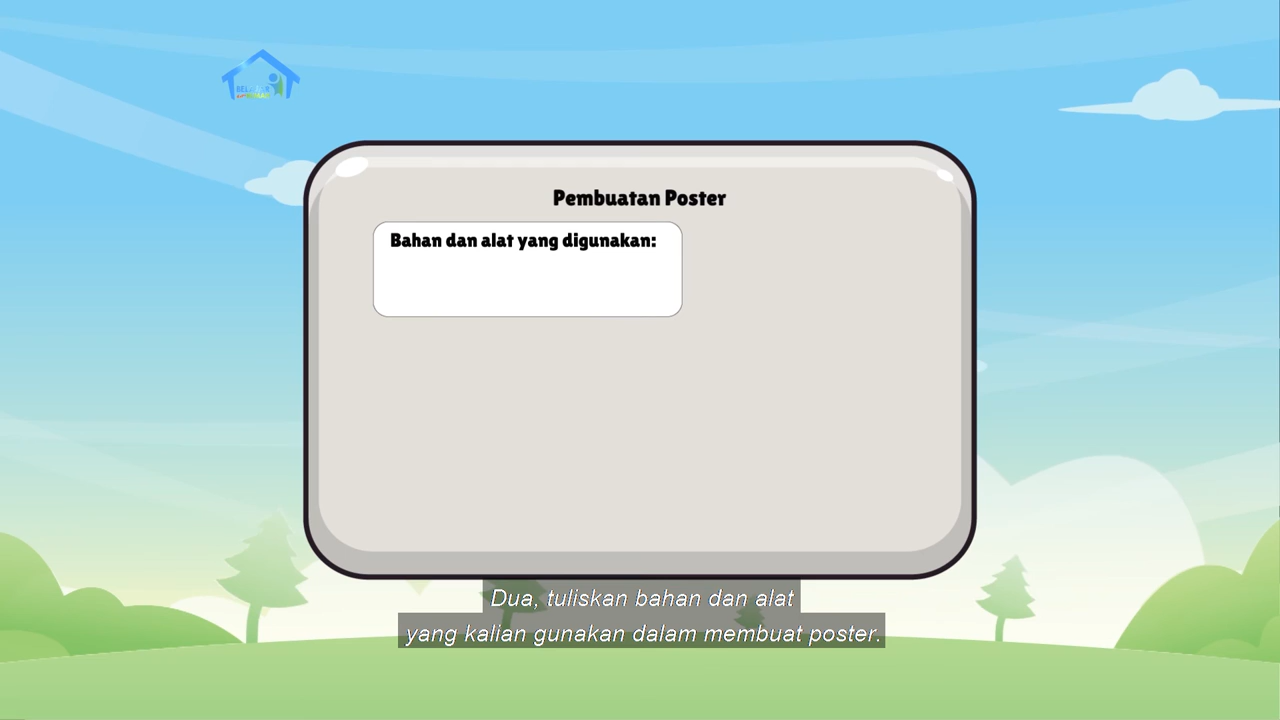 Pembuatan Poster
Bahan dan alat yang digunakan:
Dua, tuliskan bahan dan alat
yang kalian gunakan dalam membuat poster.